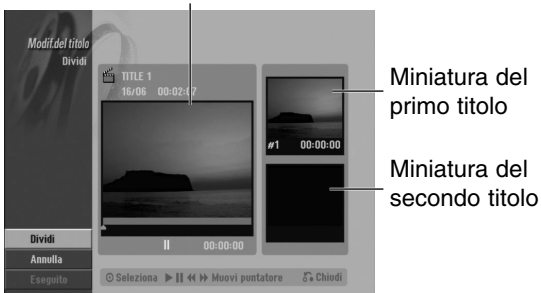 Modif.del titolo
Dividi
TITLE 1
16/06 00:02:07
#1 00:00:00
00:00:00
Dividi
Annulla
Eseguito
Seleziona Muovi puntatore Chiudi
Miniatura del
primo titolo
Miniatura del
secondo titolo